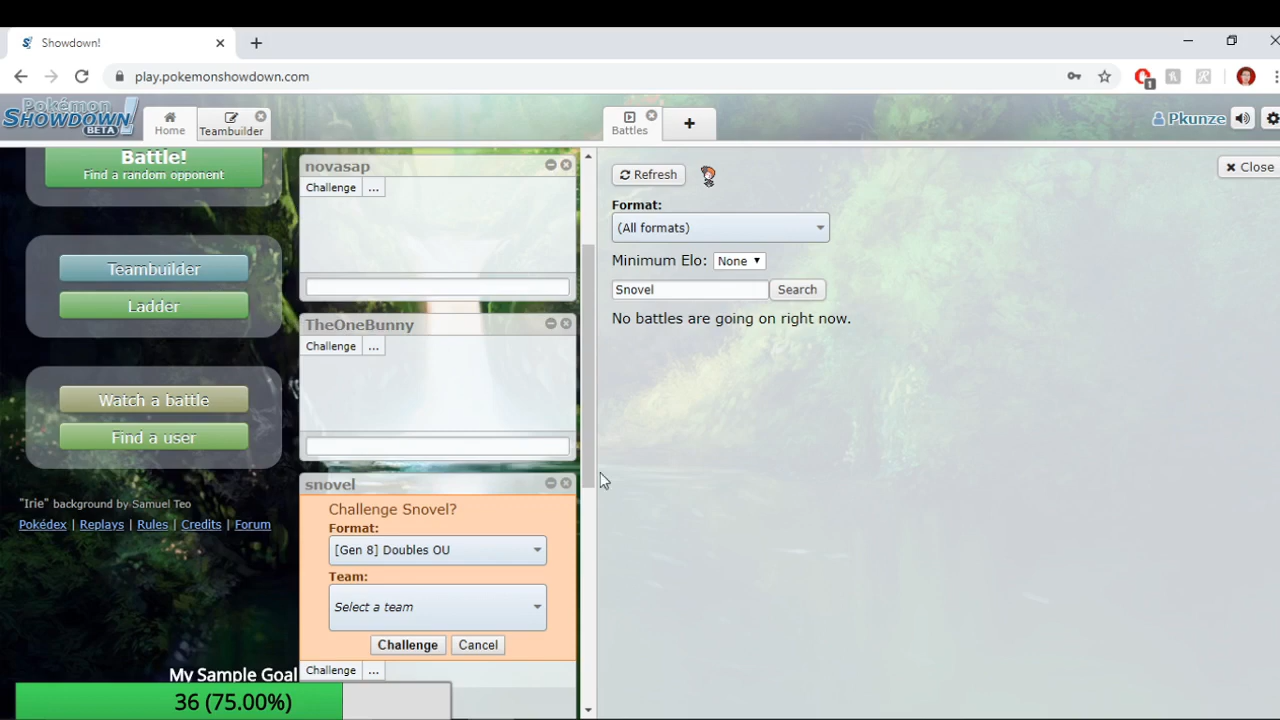 Showdown!
play.pokemonshowdown.com
1
Pokémon
SHOWDOWN!
BETA
Home
Teambuilder
Battles
Pkunze
Battle!
Find a random opponent
Teambuilder
Ladder
Watch a battle
Find a user
"Irie" background by Samuel Teo
Pokédex | Replays | Rules | Credits | Forum
My Sample Goal
36 (75.00%)
novasap
Challenge ...
TheOneBunny
Challenge ...
snovel
Challenge Snovel?
Format:
[Gen 8] Doubles OU
Team:
Select a team
Challenge Cancel
Challenge ...
Refresh
Close
Format:
(All formats)
Minimum Elo: None
Snovel Search
No battles are going on right now.